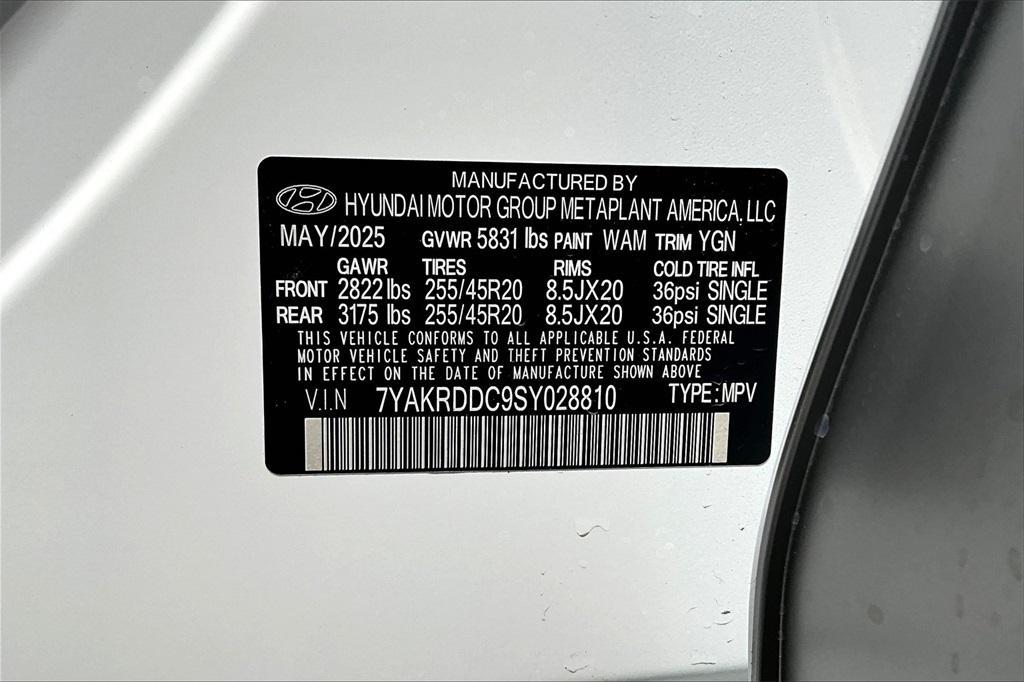 MANUFACTURED BY
HYUNDAI MOTOR GROUP METAPLANT AMERICA, LLC
MAY/2025 GVWR 5831 lbs PAINT WAM TRIM YGN
GAWR TIRES RIMS COLD TIRE INFL
FRONT 2822 lbs 255/45R20 8.5JX20 36psi SINGLE
REAR 3175 lbs 255/45R20 8.5JX20 36psi SINGLE
THIS VEHICLE CONFORMS TO ALL APPLICABLE U.S.A. FEDERAL
MOTOR VEHICLE SAFETY AND THEFT PREVENTION STANDARDS
IN EFFECT ON THE DATE OF MANUFACTURE SHOWN ABOVE
V.I.N 7YAKRDDC9SY028810 TYPE:MPV